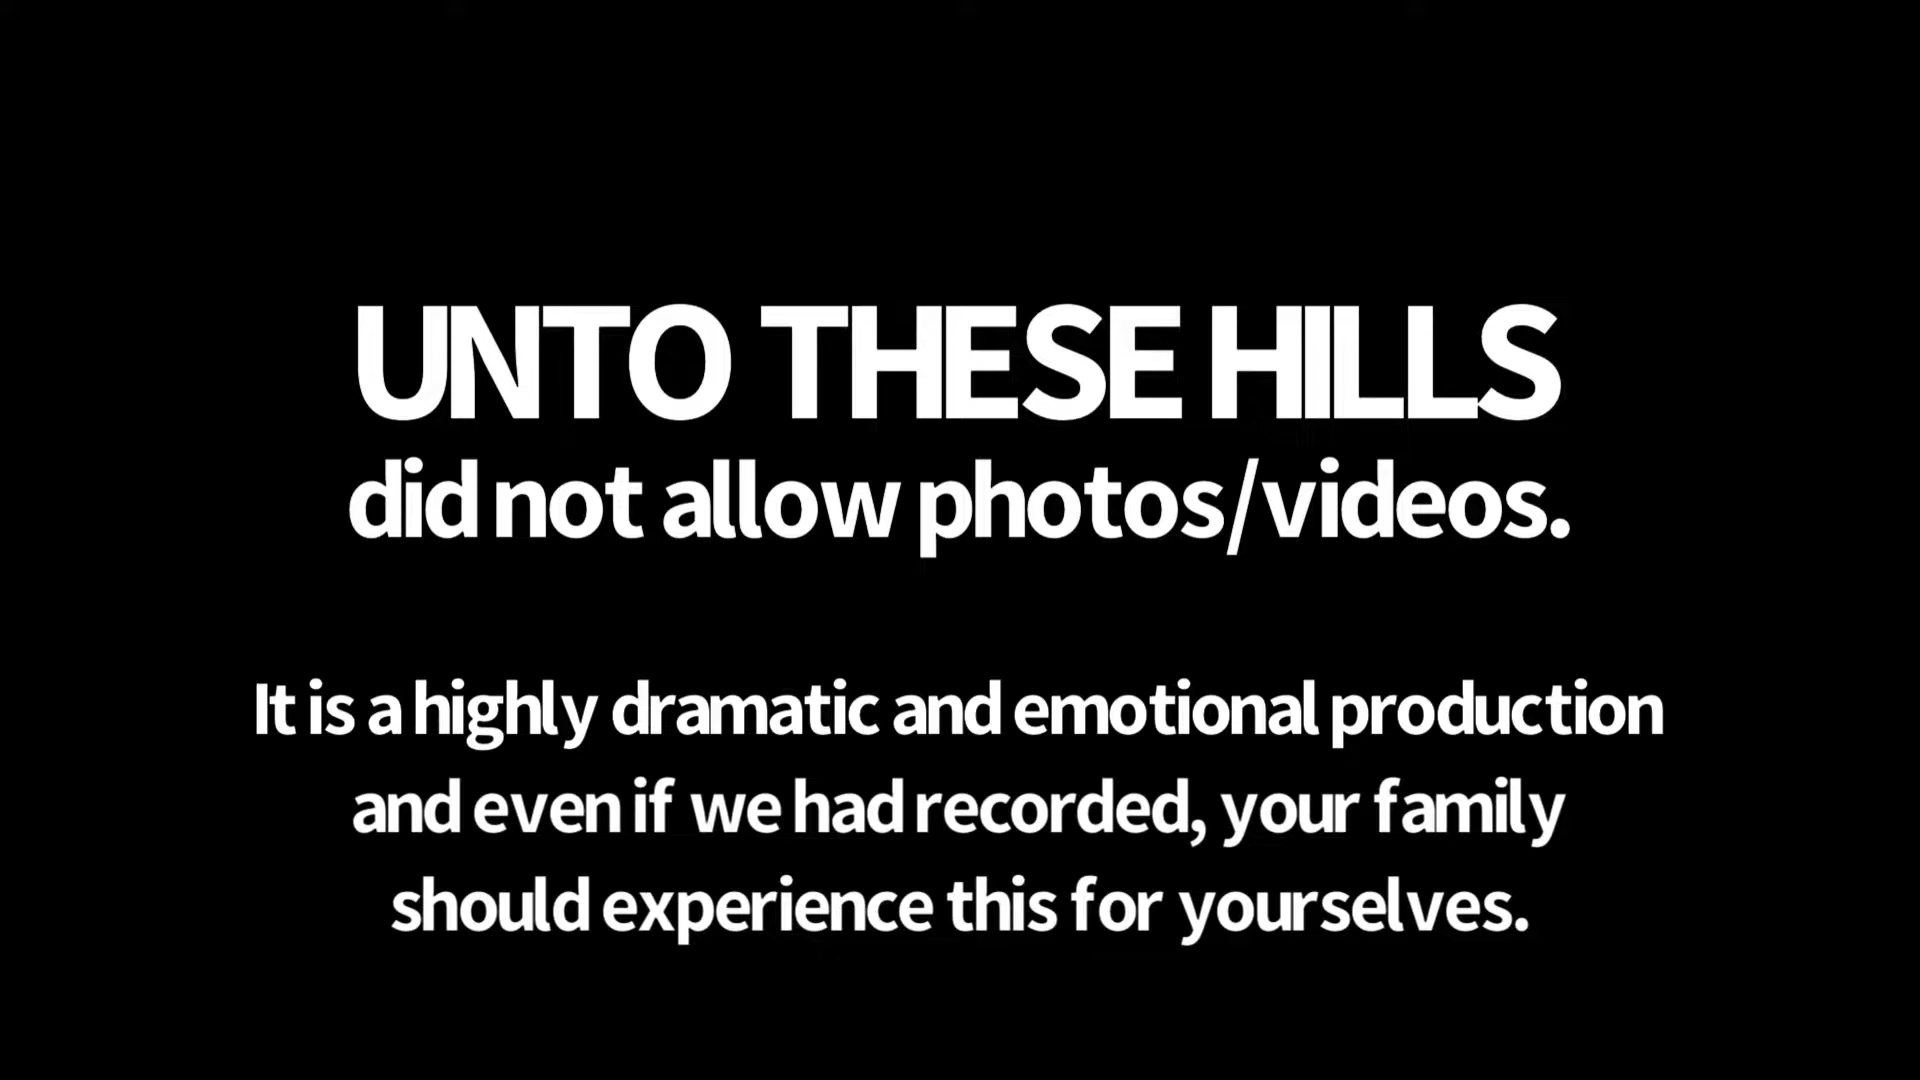 UNTO THESE HILLS
did not allow photos/videos.
It is a highly dramatic and emotional production
and even if we had recorded, your family
should experience this for yourselves.